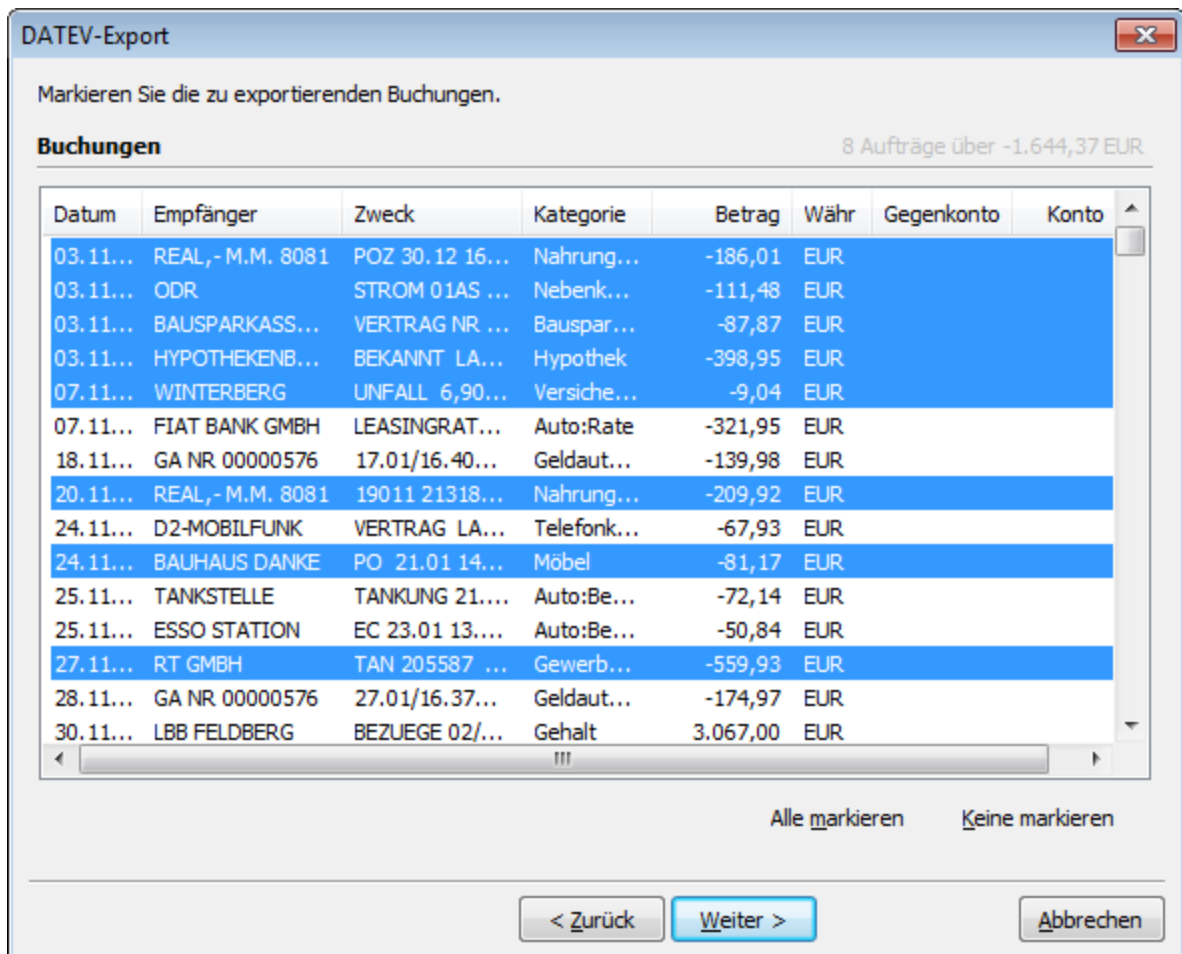 DATEV-Export
Markieren Sie die zu exportierenden Buchungen.
Buchungen 8 Aufträge über -1.644,37 EUR
Datum Empfänger Zweck Kategorie Betrag Währ Gegenkonto Konto
03.11... REAL,- M.M. 8081 POZ 30.12 16... Nahrung... -186,01 EUR
03.11... ODR STROM 01AS ... Nebenk... -111,48 EUR
03.11... BAUSPARKASS... VERTRAG NR ... Bauspar... -87,87 EUR
03.11... HYPOTHEKENB... BEKANNT LA... Hypothek -398,95 EUR
07.11... WINTERBERG UNFALL 6,90... Versiche... -9,04 EUR
07.11... FIAT BANK GMBH LEASINGRAT... Auto:Rate -321,95 EUR
18.11... GA NR 00000576 17.01/16.40... Geldaut... -139,98 EUR
20.11... REAL,- M.M. 8081 19011 21318... Nahrung... -209,92 EUR
24.11... D2-MOBILFUNK VERTRAG LA... Telefonk... -67,93 EUR
24.11... BAUHAUS DANKE PO 21.01 14... Möbel -81,17 EUR
25.11... TANKSTELLE TANKUNG 21.... Auto:Be... -72,14 EUR
25.11... ESSO STATION EC 23.01 13.... Auto:Be... -50,84 EUR
27.11... RT GMBH TAN 205587 ... Gewerb... -559,93 EUR
28.11... GA NR 00000576 27.01/16.37... Geldaut... -174,97 EUR
30.11... LBB FELDBERG BEZUEGE 02/... Gehalt 3.067,00 EUR
Alle markieren Keine markieren
< Zurück Weiter > Abbrechen